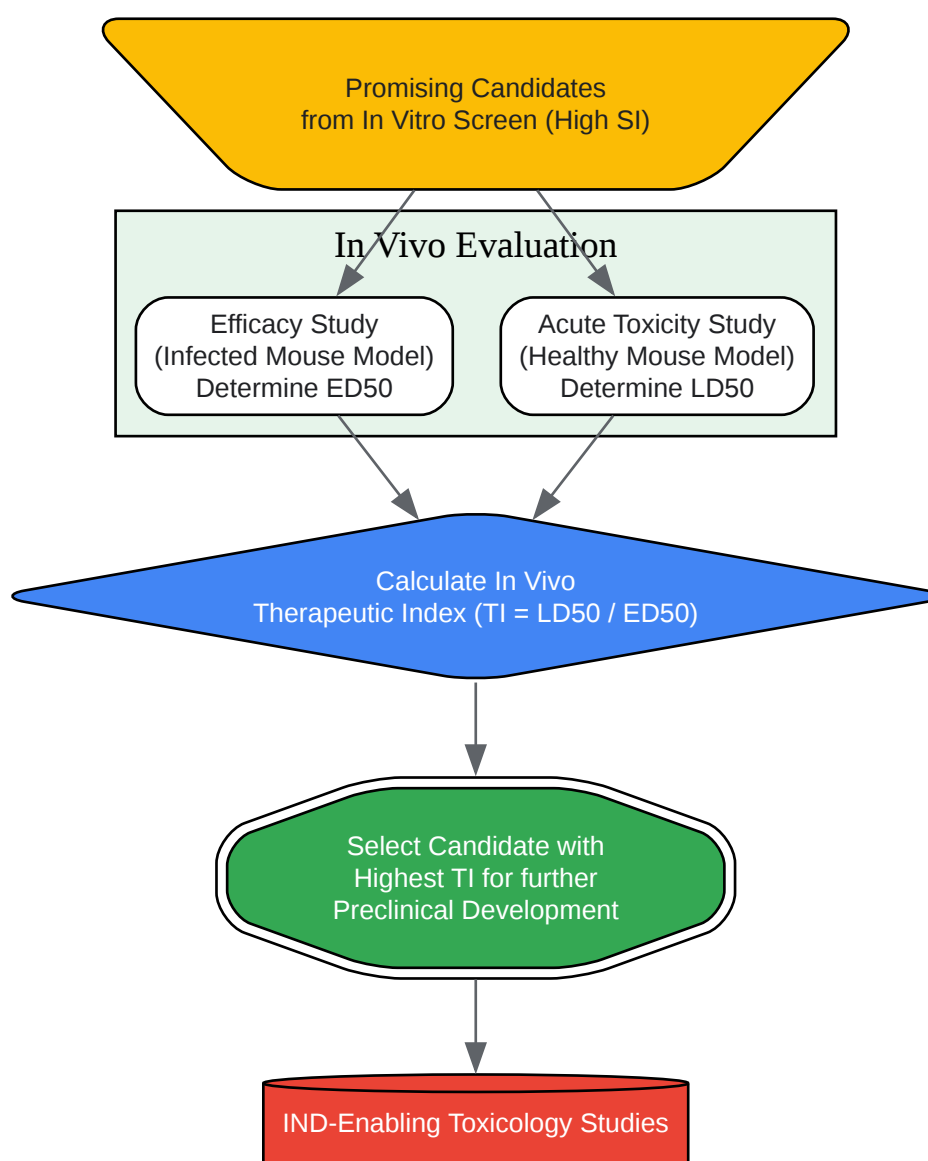 Promising Candidates
from In Vitro Screen (High SI)
In Vivo Evaluation
Efficacy Study
(Infected Mouse Model)
Determine ED50
Acute Toxicity Study
(Healthy Mouse Model)
Determine LD50
Calculate In Vivo
Therapeutic Index (TI = LD50 / ED50)
Select Candidate with
Highest TI for further
Preclinical Development
IND-Enabling Toxicology Studies